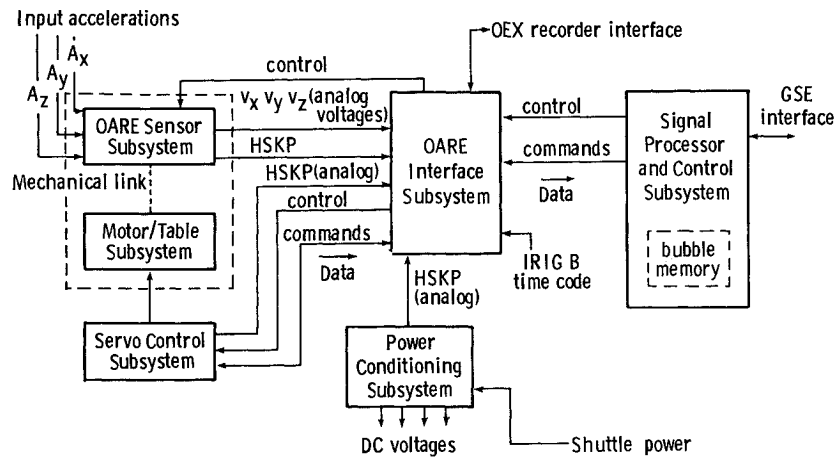 Input accelerations
A_x
A_y
A_z
OARE Sensor
Subsystem
Mechanical link
Motor/Table
Subsystem
Servo Control
Subsystem
control
v_x v_y v_z (analog
voltages)
HSKP
HSKP(analog)
control
commands
Data
OEX recorder interface
OARE
Interface
Subsystem
HSKP
(analog)
Power
Conditioning
Subsystem
DC voltages
Shuttle power
IRIG B
time code
control
commands
Data
Signal
Processor
and Control
Subsystem
bubble
memory
GSE
interface